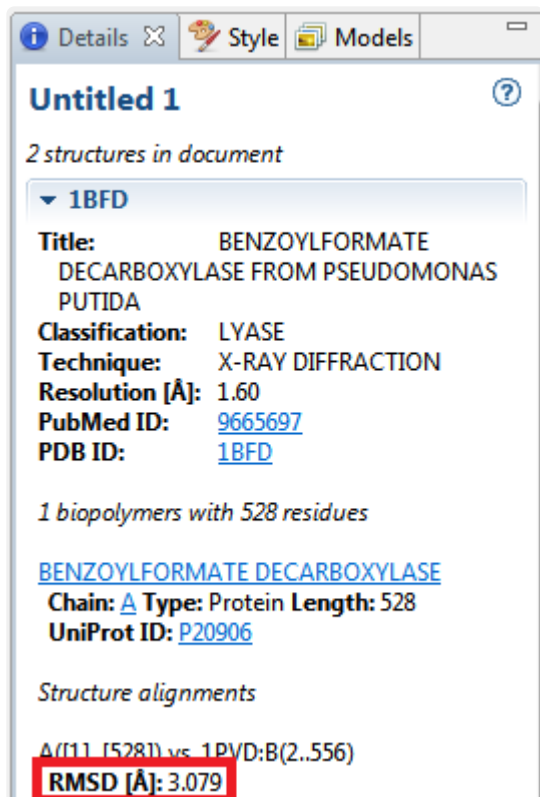 Details Style Models
Untitled 1
2 structures in document
1BFD
Title: BENZOYLFORMATE
DECARBOXYLASE FROM PSEUDOMONAS
PUTIDA
Classification: LYASE
Technique: X-RAY DIFFRACTION
Resolution [Å]: 1.60
PubMed ID: 9665697
PDB ID: 1BFD
1 biopolymers with 528 residues
BENZOYLFORMATE DECARBOXYLASE
Chain: A Type: Protein Length: 528
UniProt ID: P20906
Structure alignments
A([1]..[528]) vs. 1PVD:B(2..556)
RMSD [Å]: 3.079